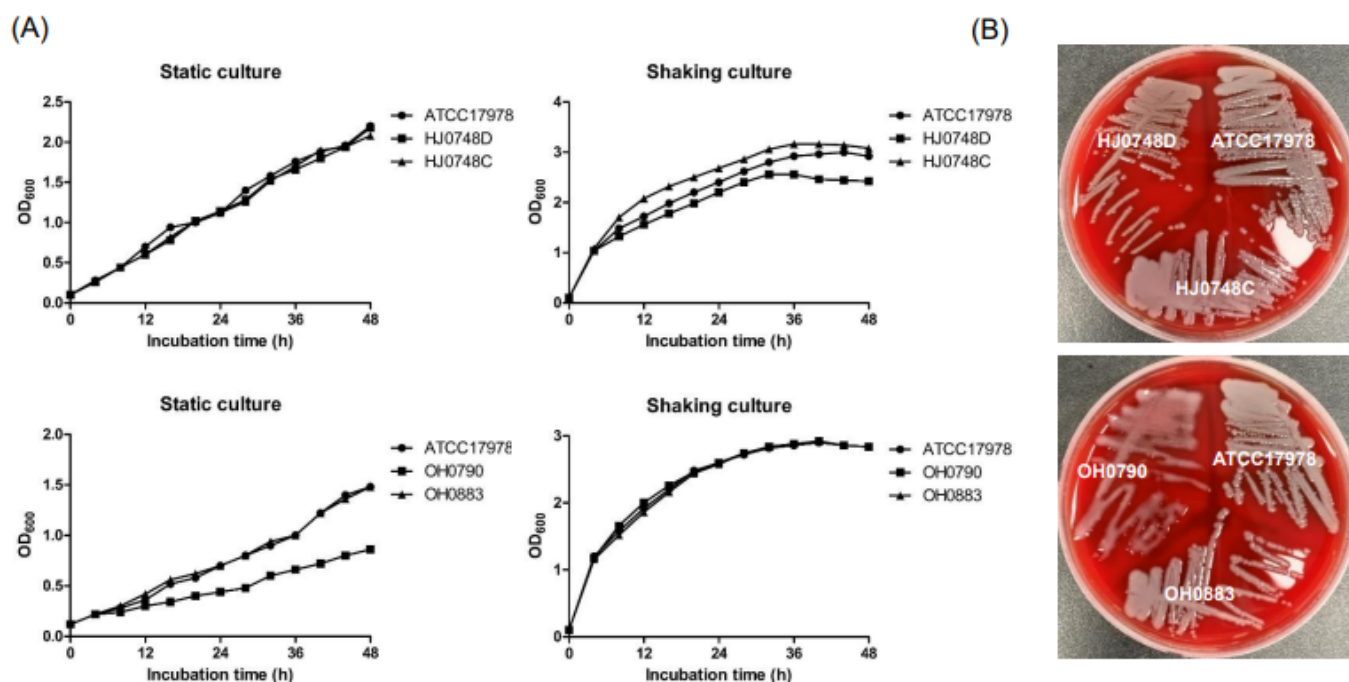 (A)
(B)
Static culture
2.5
2.0
1.5
1.0
0.5
0.0
OD600
0 12 24 36 48
Incubation time (h)
ATCC17978
HJ0748D
HJ0748C
Shaking culture
4
3
2
1
0
OD600
0 12 24 36 48
Incubation time (h)
ATCC17978
HJ0748D
HJ0748C
HJ0748D
ATCC17978
HJ0748C
Static culture
2.0
1.5
1.0
0.5
0.0
OD600
0 12 24 36 48
Incubation time (h)
ATCC17978
OH0790
OH0883
Shaking culture
3
2
1
0
OD600
0 12 24 36 48
Incubation time (h)
ATCC17978
OH0790
OH0883
OH0790
ATCC17978
OH0883